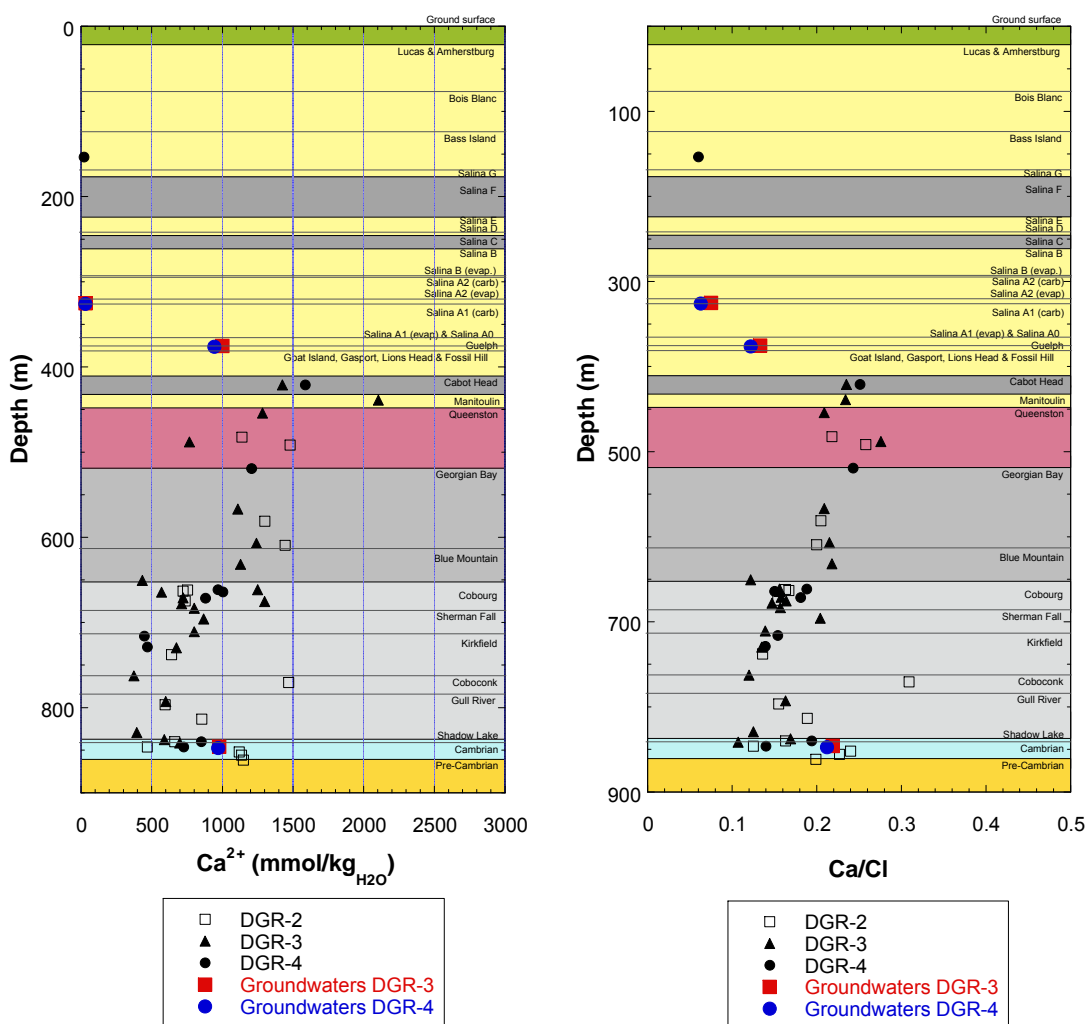 Ground surface
0
Lucas & Amherstburg
Bois Blanc
Bass Island
Salina G
200
Salina F
Salina E
Salina D
Salina C
Salina B
Salina B (evap.)
Salina A2 (carb)
Salina A2 (evap)
Salina A1 (carb)
Salina A1 (evap) & Salina A0
Guelph
Goat Island, Gasport, Lions Head & Fossil Hill
400
Cabot Head
Manitoulin
Queenston
Georgian Bay
600
Blue Mountain
Cobourg
Sherman Fall
Kirkfield
Coboconk
Gull River
800
Shadow Lake
Cambrian
Pre-Cambrian
Depth (m)
0 500 1000 1500 2000 2500 3000
Ca2+ (mmol/kgH2O)
DGR-2
DGR-3
DGR-4
Groundwaters DGR-3
Groundwaters DGR-4
Ground surface
Lucas & Amherstburg
Bois Blanc
100
Bass Island
Salina G
Salina F
Salina E
Salina D
Salina C
Salina B
Salina B (evap.)
300
Salina A2 (carb)
Salina A2 (evap)
Salina A1 (carb)
Salina A1 (evap) & Salina A0
Guelph
Goat Island, Gasport, Lions Head & Fossil Hill
Cabot Head
Manitoulin
Queenston
500
Georgian Bay
Blue Mountain
Cobourg
Sherman Fall
700
Kirkfield
Coboconk
Gull River
Shadow Lake
Cambrian
Pre-Cambrian
900
Depth (m)
0 0.1 0.2 0.3 0.4 0.5
Ca/Cl
DGR-2
DGR-3
DGR-4
Groundwaters DGR-3
Groundwaters DGR-4